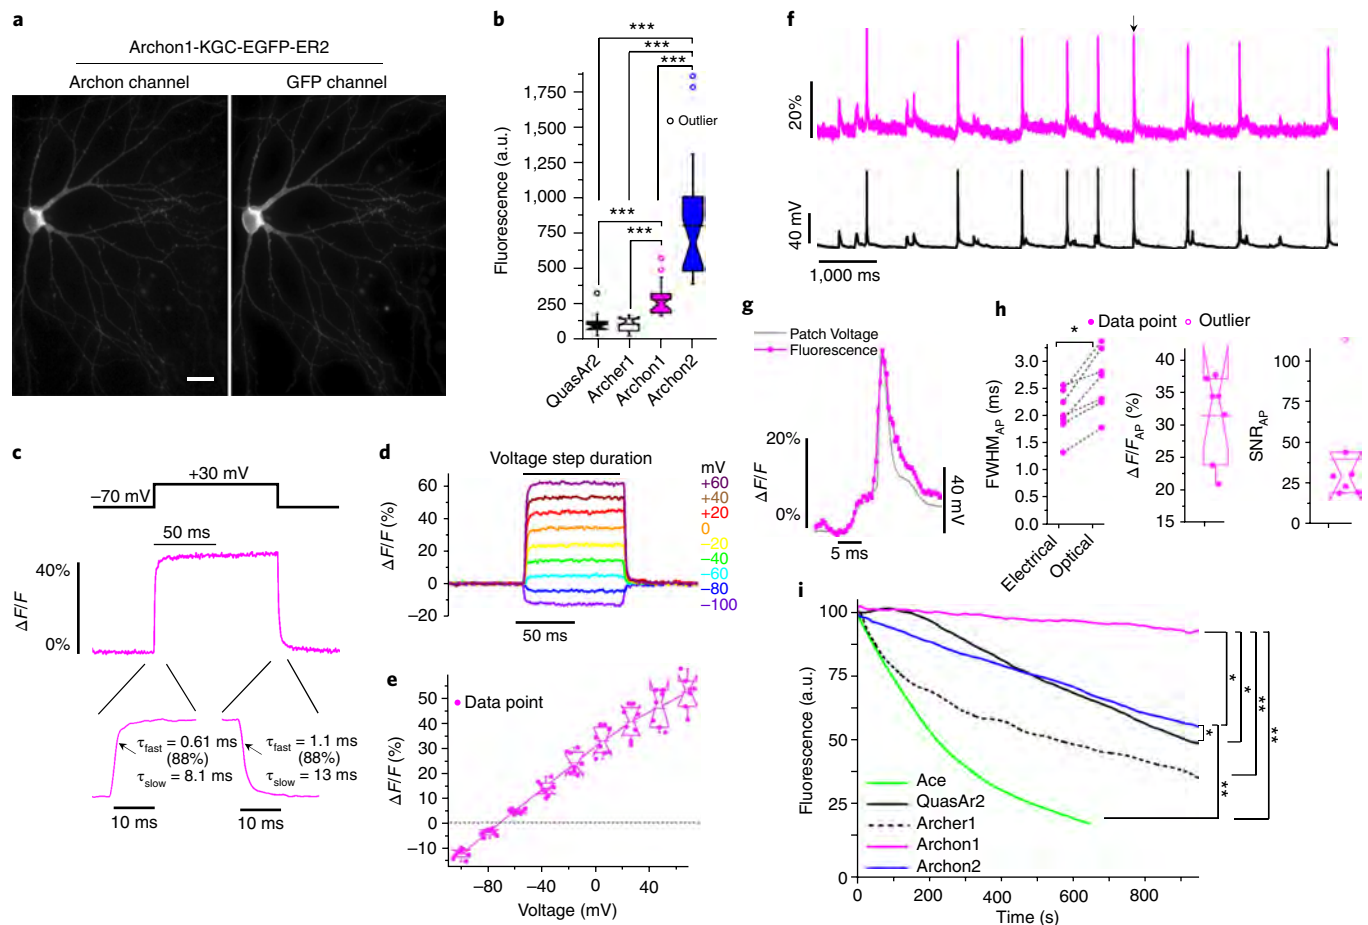 a
Archon1-KGC-EGFP-ER2
Archon channel
GFP channel
b
***
***
***
***
***
Outlier
Fluorescence (a.u.)
1,750
1,500
1,250
1,000
750
500
250
0
QuasAr2
Archer1
Archon1
Archon2
c
+30 mV
–70 mV
50 ms
40%
0%
ΔF/F
τfast = 0.61 ms
(88%)
τslow = 8.1 ms
τfast = 1.1 ms
(88%)
τslow = 13 ms
10 ms
10 ms
d
Voltage step duration
mV
+60
+40
+20
0
–20
–40
–60
–80
–100
ΔF/F (%)
60
40
20
0
–20
50 ms
e
Data point
ΔF/F (%)
50
40
30
20
10
0
–10
–80
–40
0
40
Voltage (mV)
f
20%
40 mV
1,000 ms
g
Patch Voltage
Fluorescence
20%
0%
ΔF/F
40 mV
5 ms
h
Data point
Outlier
*
FWHMAP (ms)
3.0
2.5
2.0
1.5
1.0
0.5
0.0
Electrical
Optical
ΔF/FAP (%)
40
35
30
25
20
15
SNRAP
100
75
50
25
0
i
Fluorescence (a.u.)
100
75
50
25
0
Ace
QuasAr2
Archer1
Archon1
Archon2
*
*
*
**
**
**
0
200
400
600
800
Time (s)